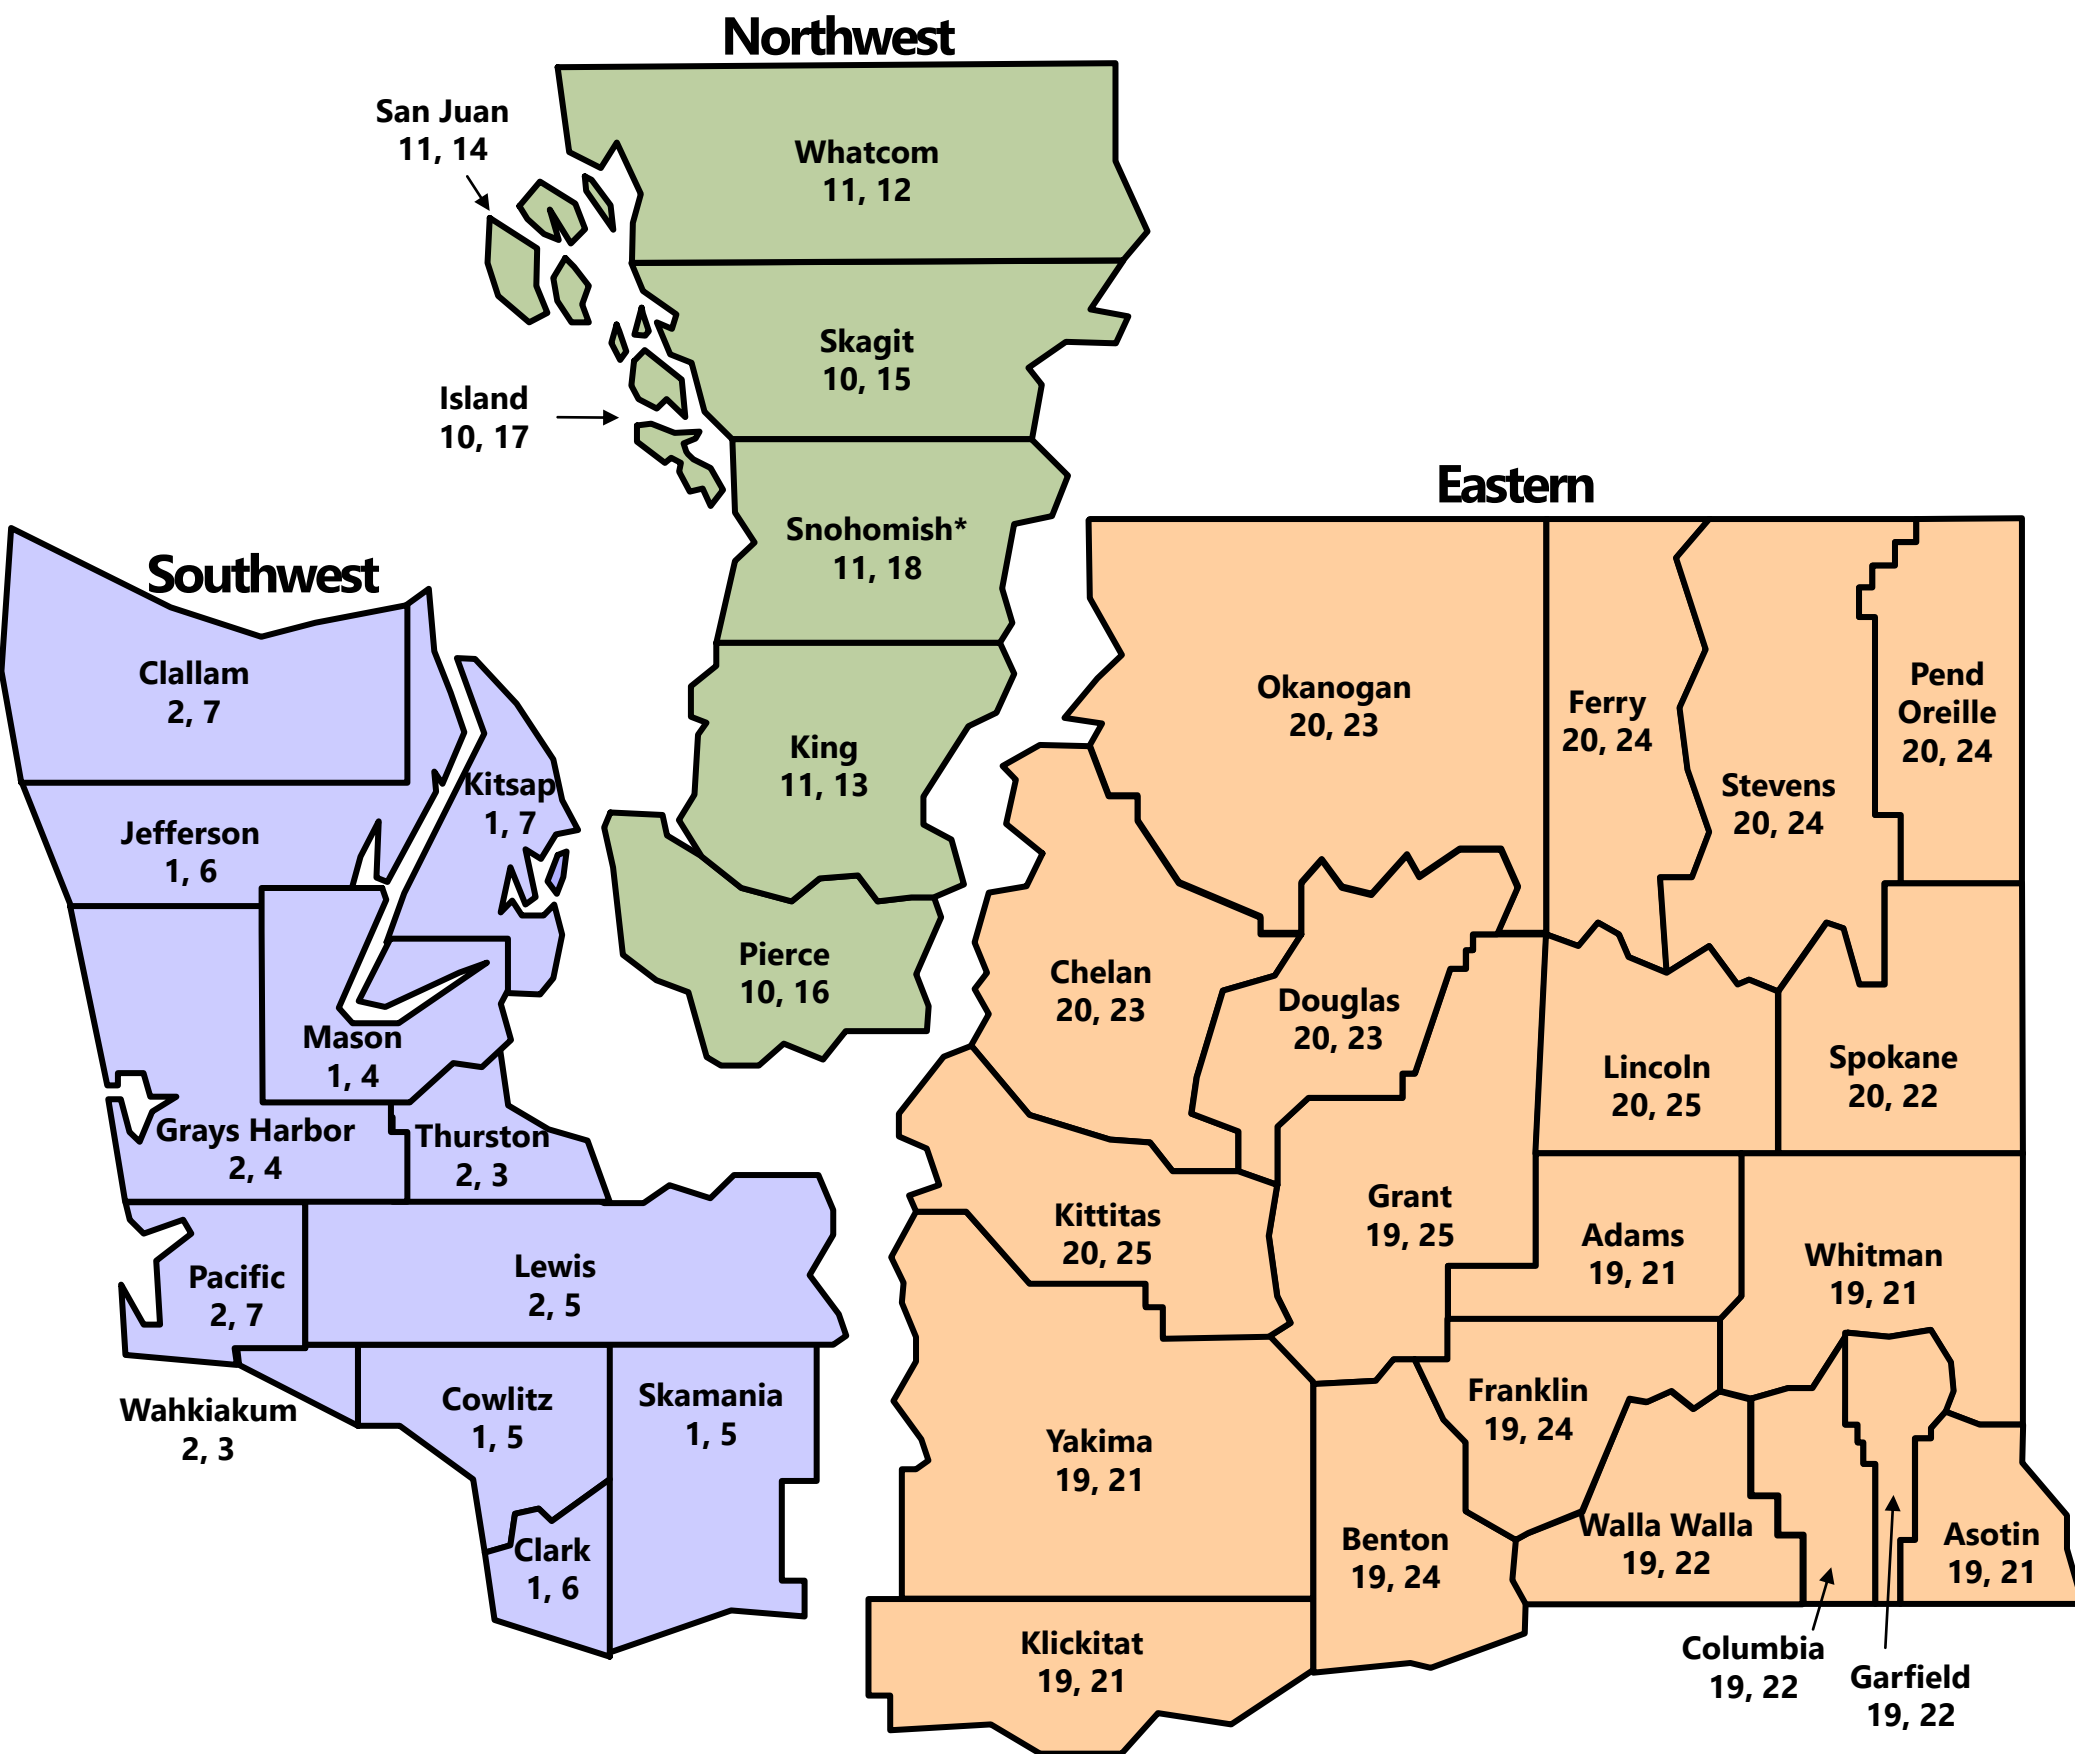 Northwest
San Juan
11, 14
Whatcom
11, 12
Skagit
10, 15
Island
10, 17
Snohomish*
11, 18
King
11, 13
Pierce
10, 16
Southwest
Clallam
2, 7
Kitsap
1, 7
Jefferson
1, 6
Mason
1, 4
Grays Harbor
2, 4
Thurston
2, 3
Pacific
2, 7
Lewis
2, 5
Wahkiakum
2, 3
Cowlitz
1, 5
Skamania
1, 5
Clark
1, 6
Eastern
Okanogan
20, 23
Ferry
20, 24
Stevens
20, 24
Pend
Oreille
20, 24
Chelan
20, 23
Douglas
20, 23
Lincoln
20, 25
Spokane
20, 22
Kittitas
20, 25
Grant
19, 25
Adams
19, 21
Whitman
19, 21
Yakima
19, 21
Franklin
19, 24
Benton
19, 24
Walla Walla
19, 22
Asotin
19, 21
Klickitat
19, 21
Columbia
19, 22
Garfield
19, 22